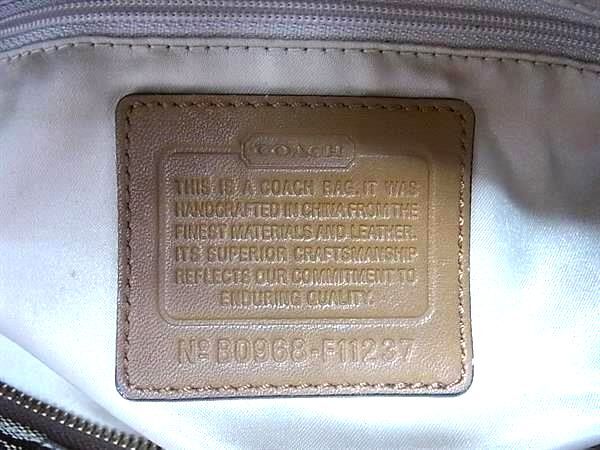 COACH
THIS IS A COACH BAG. IT WAS
HANDCRAFTED IN CHINA FROM THE
FINEST MATERIALS AND LEATHER.
ITS SUPERIOR CRAFTSMANSHIP
REFLECTS OUR COMMITMENT TO
ENDURING QUALITY.
Nº B0968-F11237